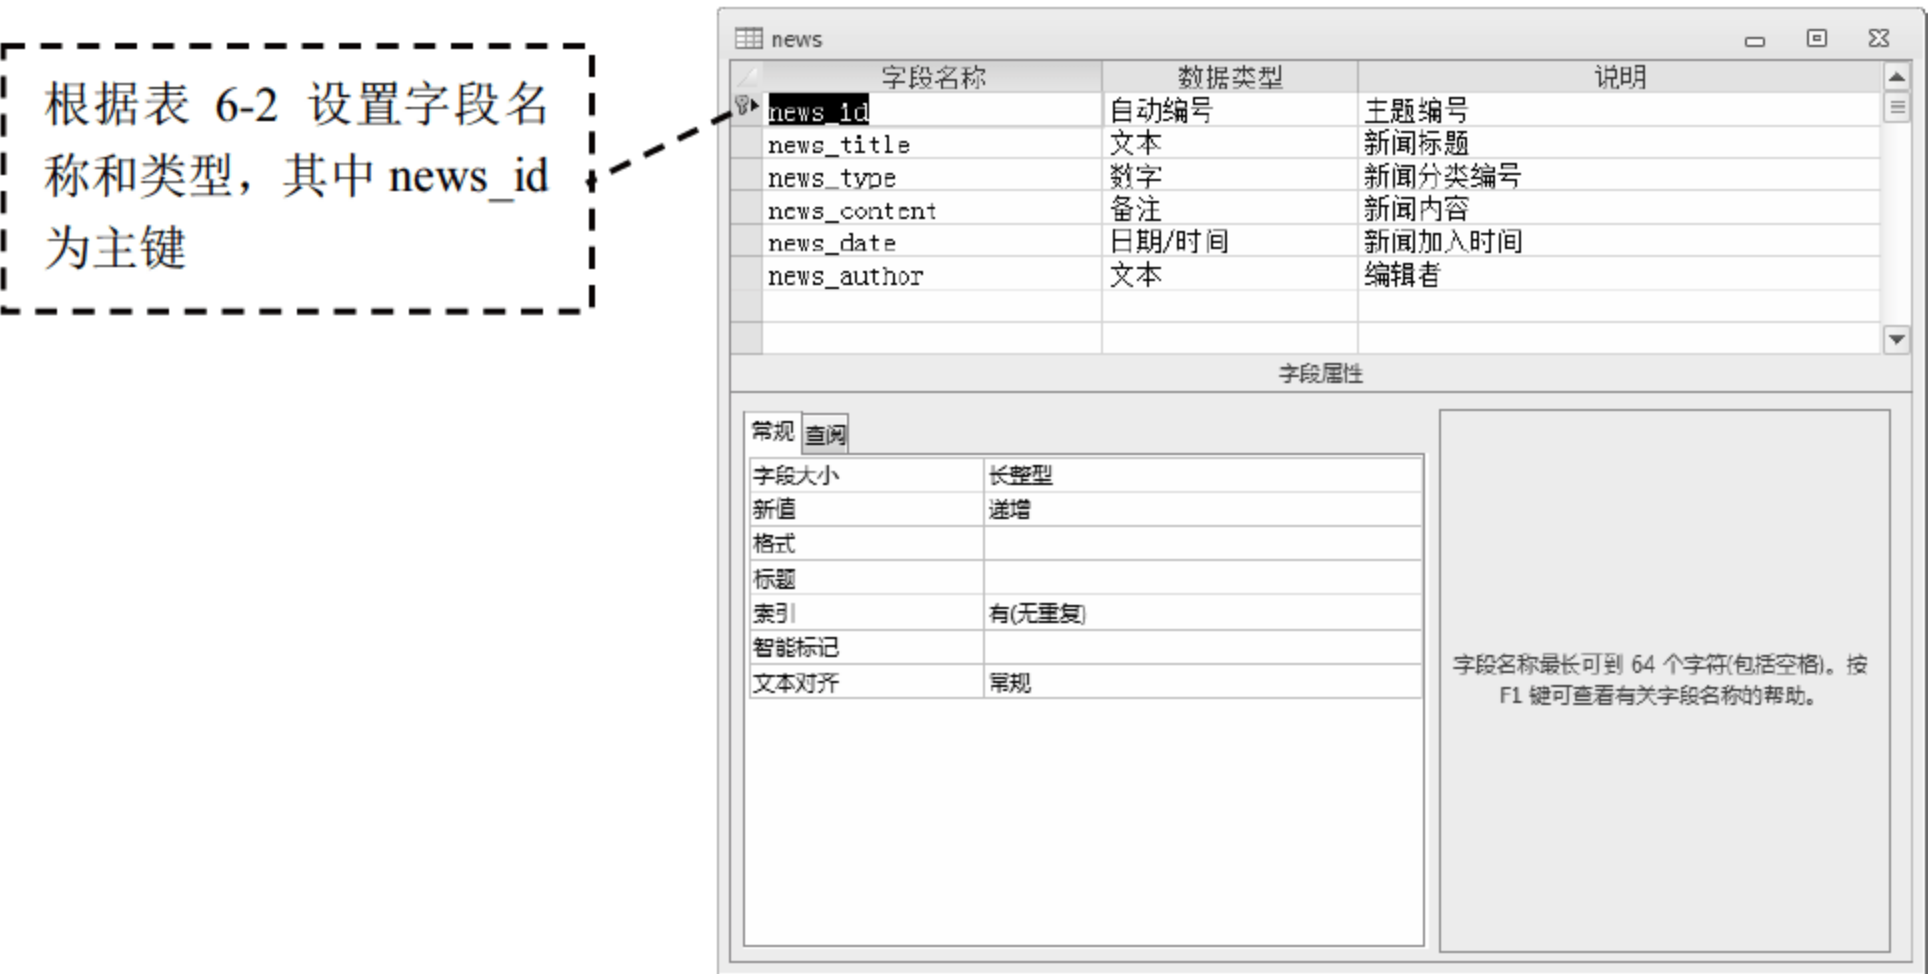 根据表 6-2 设置字段名
称和类型，其中 news_id
为主键
news
字段名称 数据类型 说明
news_id 自动编号 主题编号
news_title 文本 新闻标题
news_type 数字 新闻分类编号
news_content 备注 新闻内容
news_date 日期/时间 新闻加入时间
news_author 文本 编辑者
字段属性
常规 查阅
字段大小 长整型
新值 递增
格式
标题
索引 有(无重复)
智能标记
文本对齐 常规
字段名称最长可到 64 个字符(包括空格)。按
F1 键可查看有关字段名称的帮助。